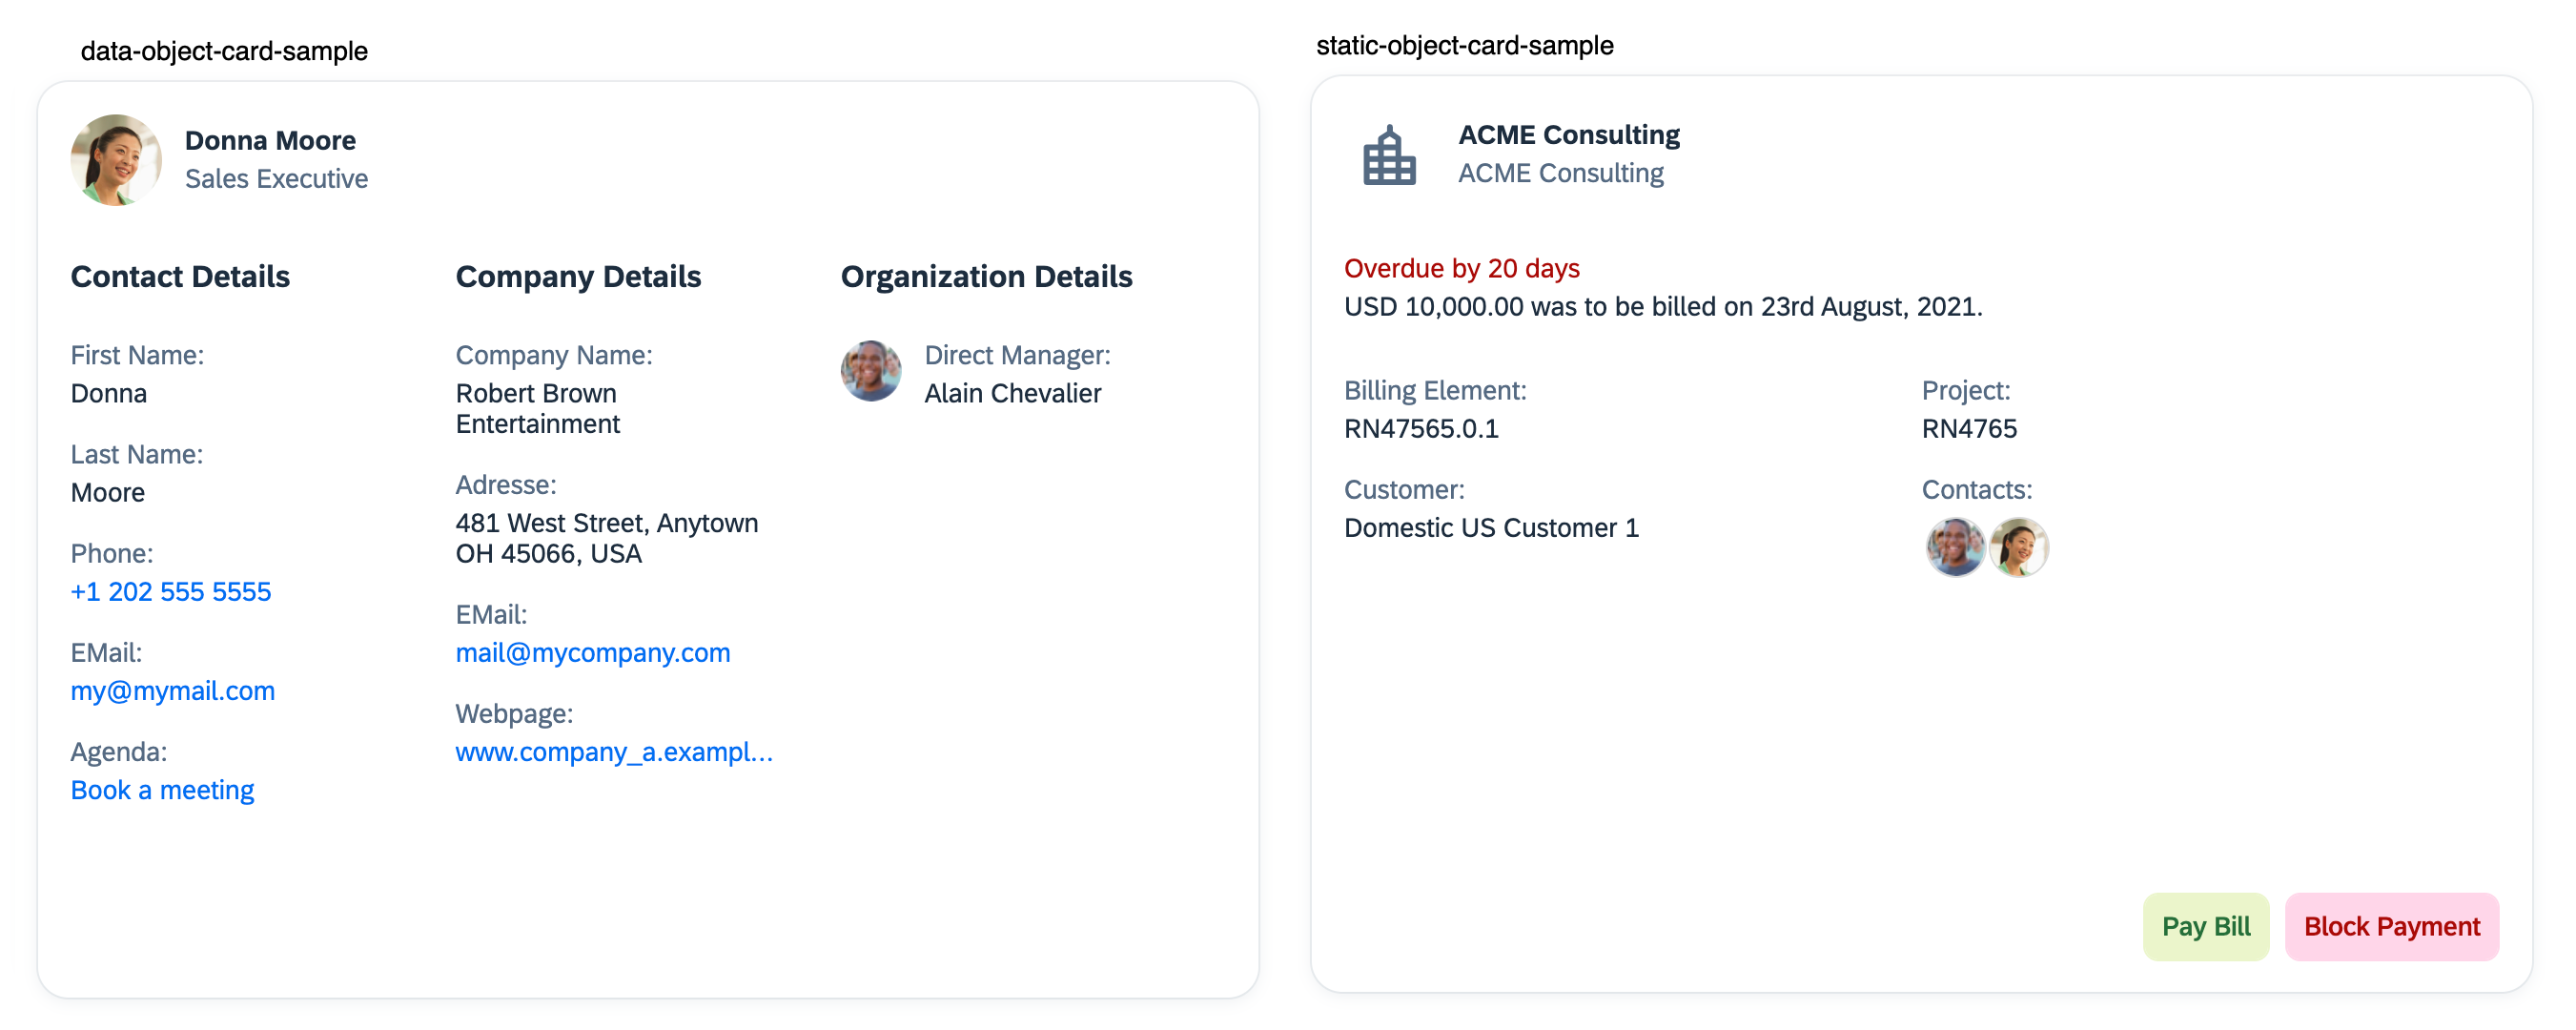 data-object-card-sample
Donna Moore
Sales Executive
Contact Details
First Name:
Donna
Last Name:
Moore
Phone:
+1 202 555 5555
EMail:
my@mymail.com
Agenda:
Book a meeting
Company Details
Company Name:
Robert Brown
Entertainment
Adresse:
481 West Street, Anytown
OH 45066, USA
EMail:
mail@mycompany.com
Webpage:
www.company_a.exampl...
Organization Details
Direct Manager:
Alain Chevalier
static-object-card-sample
ACME Consulting
ACME Consulting
Overdue by 20 days
USD 10,000.00 was to be billed on 23rd August, 2021.
Billing Element:
RN47565.0.1
Project:
RN4765
Customer:
Domestic US Customer 1
Contacts:
Pay Bill
Block Payment